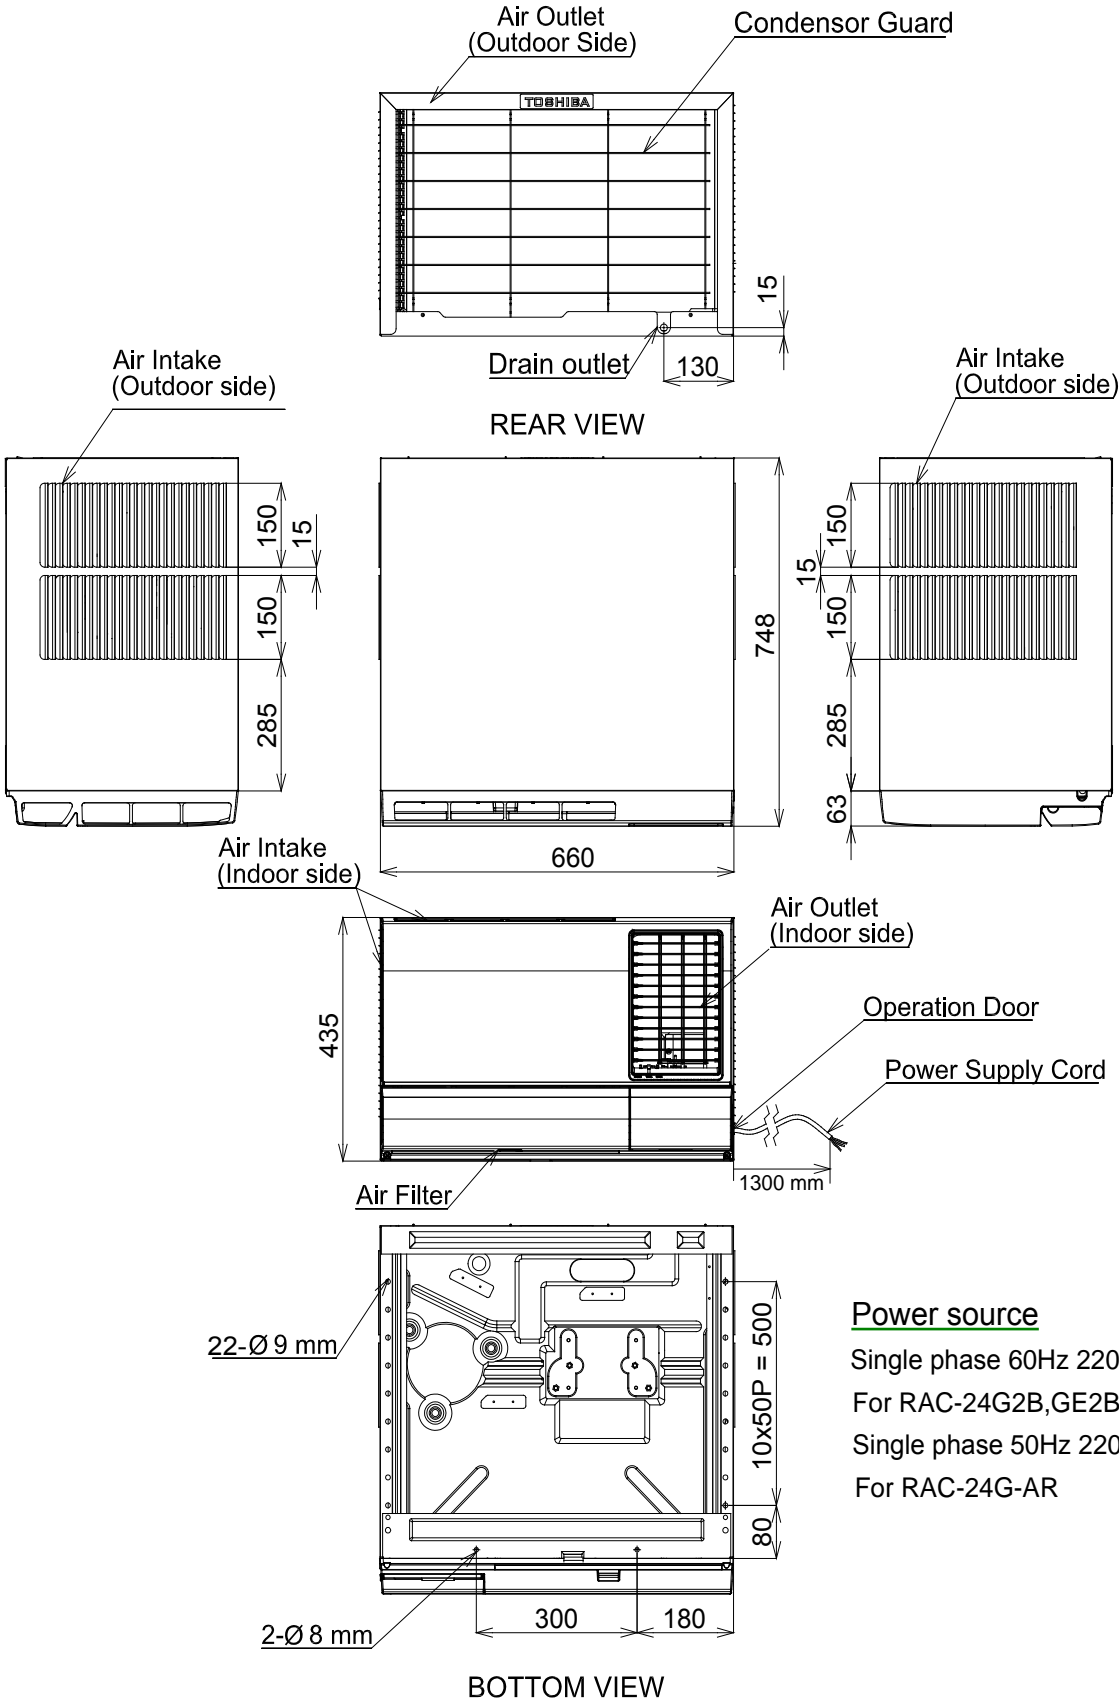 Air Outlet
(Outdoor Side)
Condensor Guard
TOSHIBA
15
Drain outlet
130
REAR VIEW
Air Intake
(Outdoor side)
Air Intake
(Outdoor side)
150
15
150
285
748
660
150
15
150
285
63
Air Intake
(Indoor side)
Air Outlet
(Indoor side)
435
Operation Door
Power Supply Cord
1300 mm
Air Filter
22-Ø 9 mm
10x50P = 500
80
2-Ø 8 mm
300
180
BOTTOM VIEW
Power source
Single phase 60Hz 220
For RAC-24G2B,GE2B
Single phase 50Hz 220
For RAC-24G-AR